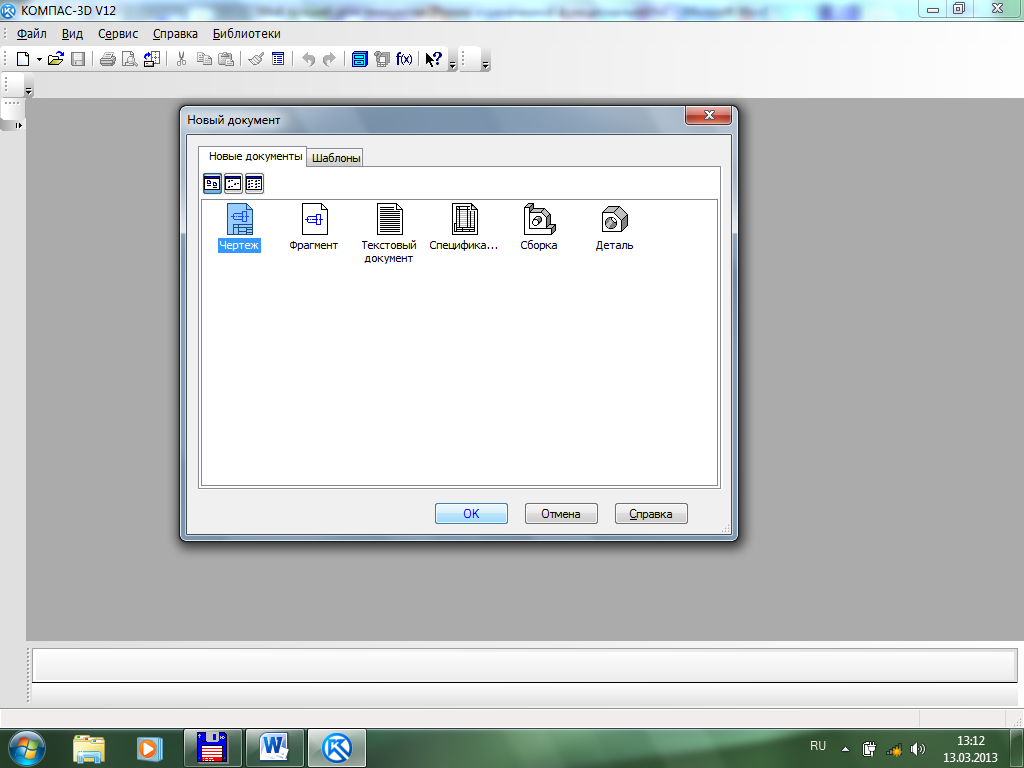 КОМПАС-3D V12
Файл Вид Сервис Справка Библиотеки
f(x)
Новый документ
Новые документы Шаблоны
Чертеж Фрагмент Текстовый документ Специфика... Сборка Деталь
OK Отмена Справка
RU
13:12
13.03.2013